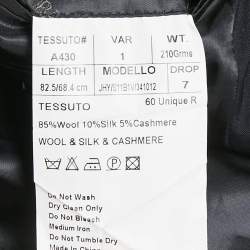 TESSUTO# VAR WT.
A430 1 210Grms
LENGTH MODELLO DROP
82.5/68.4 cm JHY/S11B1V/041012 7
TESSUTO 60 Unique.R
85%Wool 10%Silk 5%Cashmere
WOOL & SILK & CASHMERE
Do Not Wash
Dry Clean Only
Do Not Bleach
Medium Iron
Do Not Tumble Dry
Made in China